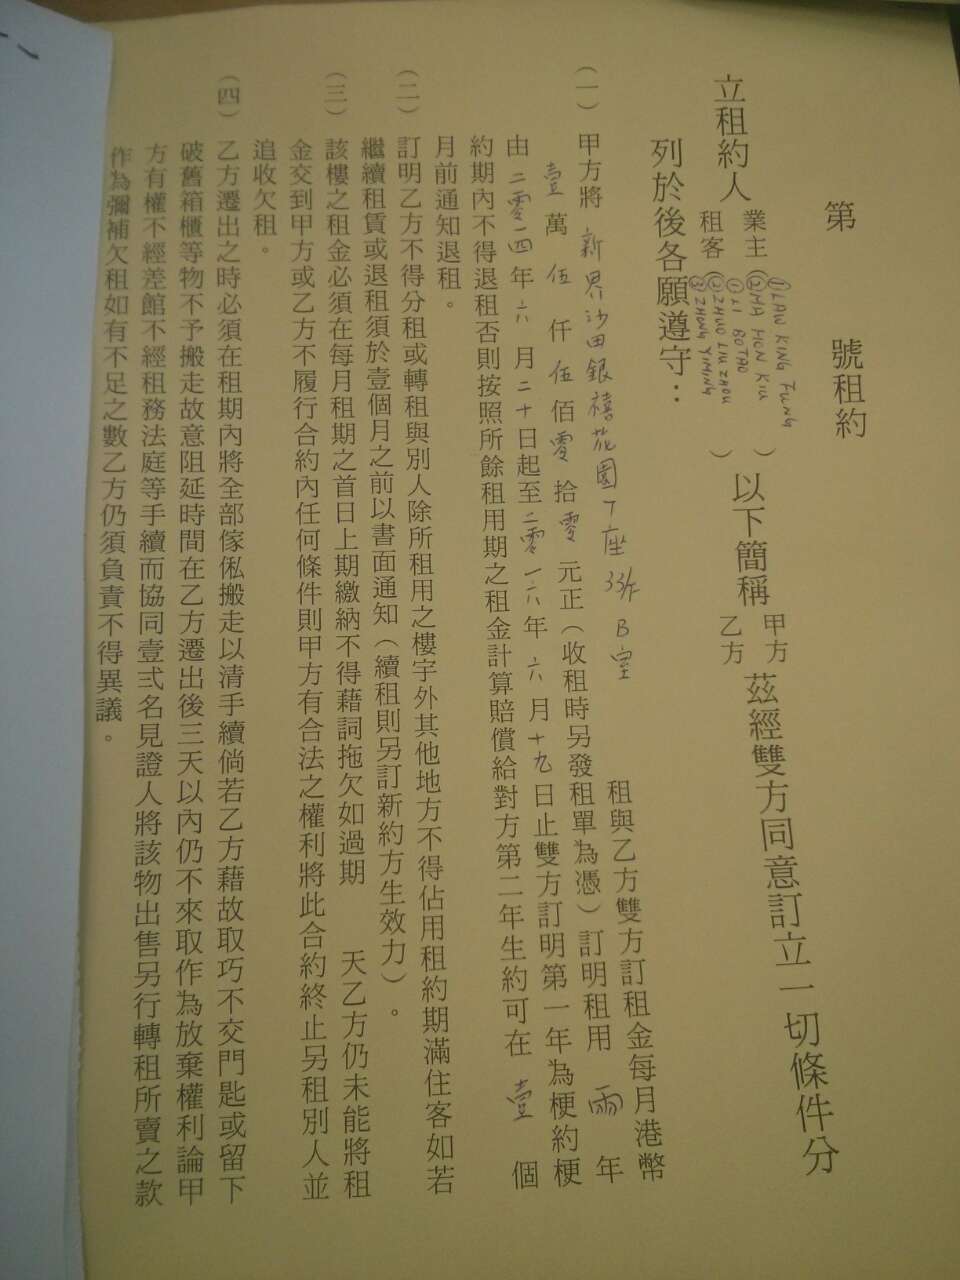 第　號租約
立租約人 業主（①LAW KING FUNG ②MA HON KIU）租客（①LI BOTAO ②ZHUO LIU ZHOU ③ZHONG YIMING）以下簡稱 甲方 乙方 茲經雙方同意訂立一切條件分
列於後各願遵守：
（一）甲方將 新界沙田銀禧花園7座33樓B室 租與乙方雙方訂租金每月港幣
壹萬伍仟伍佰零拾零元正（收租時另發租單為憑）訂明租用 兩 年
由二零一四年六月二十日起至二零一六年六月十九日止雙方訂明第一年為梗約梗
約期內不得退租否則按照所餘租用期之租金計算賠償給對方第二年生約可在 壹 個
月前通知退租。
（二）訂明乙方不得分租或轉租與別人除所租用之樓宇外其他地方不得佔用租約期滿住客如若
繼續租賃或退租須於壹個月之前以書面通知（續租則另訂新約方生效力）。
（三）該樓之租金必須在每月租期之首日上期繳納不得藉詞拖欠如過期　天乙方仍未能將租
金交到甲方或乙方不履行合約內任何條件則甲方有合法之權利將此合約終止另租別人並
追收欠租。
（四）乙方遷出之時必須在租期內將全部傢俬搬走以清手續倘若乙方藉故取巧不交門匙或留下
破舊箱櫃等物不予搬走故意阻延時間在乙方遷出後三天以內仍不來取作為放棄權利論甲
方有權不經差館不經租務法庭等手續而協同壹弍名見證人將該物出售另行轉租所賣之款
作為彌補欠租如有不足之數乙方仍須負責不得異議。